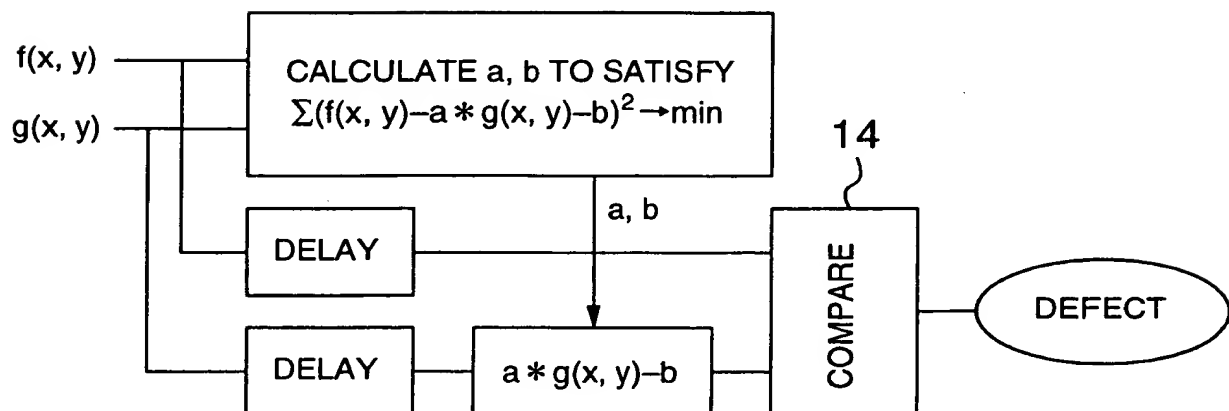 f(x, y)
g(x, y)
CALCULATE a, b TO SATISFY
∑(f(x, y)–a * g(x, y)–b)² → min
14
a, b
DELAY
COMPARE
DEFECT
DELAY
a * g(x, y)–b